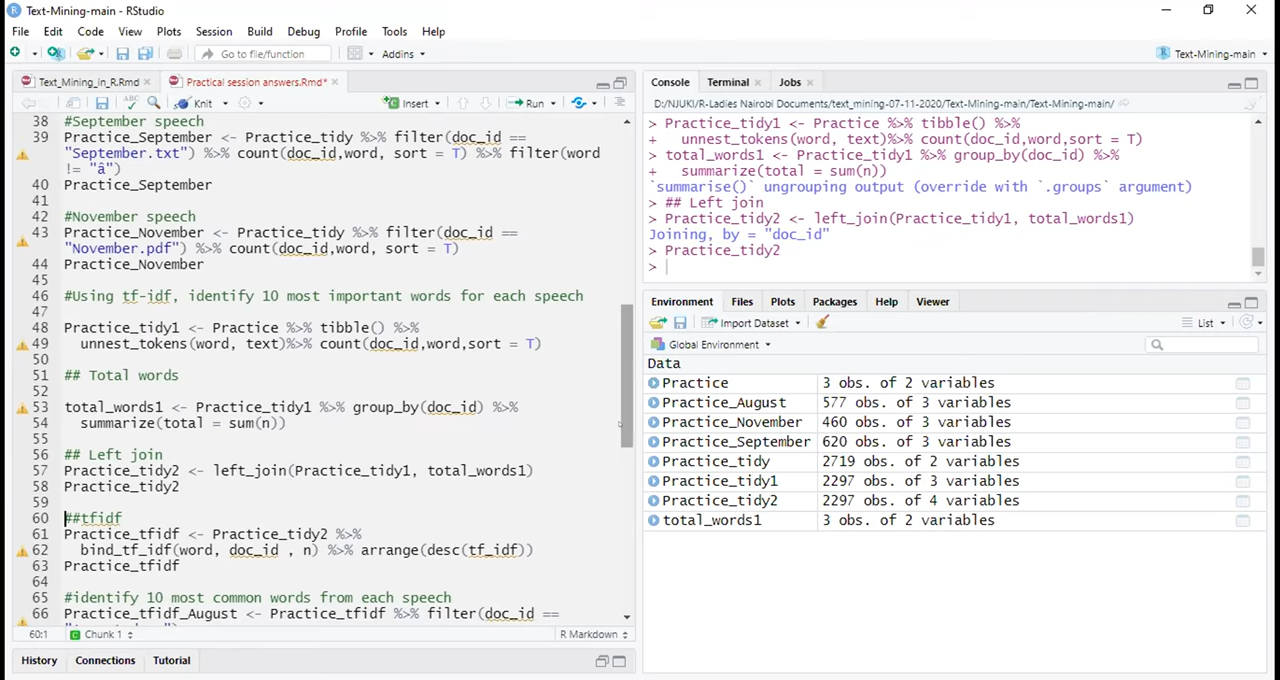 Text-Mining-main - RStudio
File Edit Code View Plots Session Build Debug Profile Tools Help
Go to file/function Addins Text-Mining-main
Text_Mining_in_R.Rmd Practical session answers.Rmd*
Knit Insert Run
38 #September speech
39 Practice_September <- Practice_tidy %>% filter(doc_id ==
"September.txt") %>% count(doc_id,word, sort = T) %>% filter(word
!= "â")
40 Practice_September
41
42 #November speech
43 Practice_November <- Practice_tidy %>% filter(doc_id ==
"November.pdf") %>% count(doc_id,word, sort = T)
44 Practice_November
45
46 #Using tf-idf, identify 10 most important words for each speech
47
48 Practice_tidy1 <- Practice %>% tibble() %>%
49 unnest_tokens(word, text)%>% count(doc_id,word,sort = T)
50
51 ## Total words
52
53 total_words1 <- Practice_tidy1 %>% group_by(doc_id) %>%
54 summarize(total = sum(n))
55
56 ## Left join
57 Practice_tidy2 <- left_join(Practice_tidy1, total_words1)
58 Practice_tidy2
59
60 ##tfidf
61 Practice_tfidf <- Practice_tidy2 %>%
62 bind_tf_idf(word, doc_id , n) %>% arrange(desc(tf_idf))
63 Practice_tfidf
64
65 #identify 10 most common words from each speech
66 Practice_tfidf_August <- Practice_tfidf %>% filter(doc_id ==
60:1 Chunk 1 R Markdown
History Connections Tutorial
Console Terminal Jobs
D:/NJUKI/R-Ladies Nairobi Documents/text_mining-07-11-2020/Text-Mining-main/Text-Mining-main/
> Practice_tidy1 <- Practice %>% tibble() %>%
+ unnest_tokens(word, text)%>% count(doc_id,word,sort = T)
> total_words1 <- Practice_tidy1 %>% group_by(doc_id) %>%
+ summarize(total = sum(n))
`summarise()` ungrouping output (override with `.groups` argument)
> ## Left join
> Practice_tidy2 <- left_join(Practice_tidy1, total_words1)
Joining, by = "doc_id"
> Practice_tidy2
>
Environment Files Plots Packages Help Viewer
Import Dataset List
Global Environment
Data
Practice 3 obs. of 2 variables
Practice_August 577 obs. of 3 variables
Practice_November 460 obs. of 3 variables
Practice_September 620 obs. of 3 variables
Practice_tidy 2719 obs. of 2 variables
Practice_tidy1 2297 obs. of 3 variables
Practice_tidy2 2297 obs. of 4 variables
total_words1 3 obs. of 2 variables